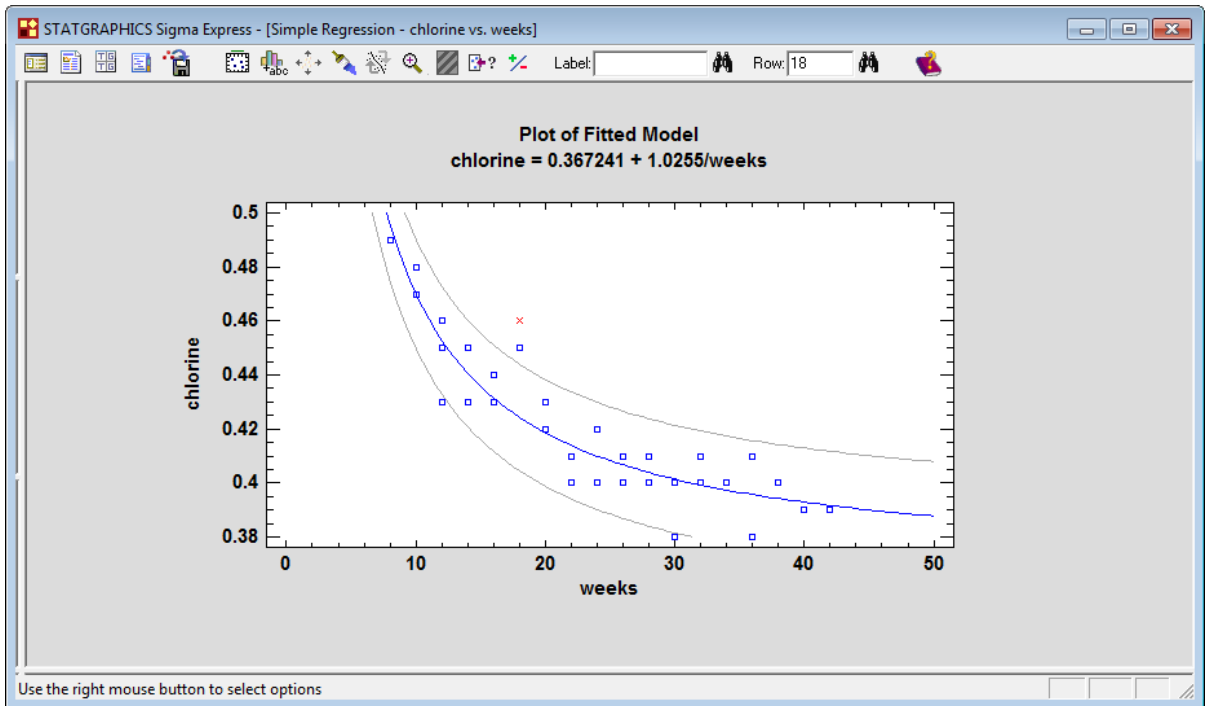 STATGRAPHICS Sigma Express - [Simple Regression - chlorine vs. weeks]
abc ? Label: Row: 18 ?
Plot of Fitted Model
chlorine = 0.367241 + 1.0255/weeks
0.5
0.48
0.46
0.44
0.42
0.4
0.38
chlorine
0 10 20 30 40 50
weeks
Use the right mouse button to select options